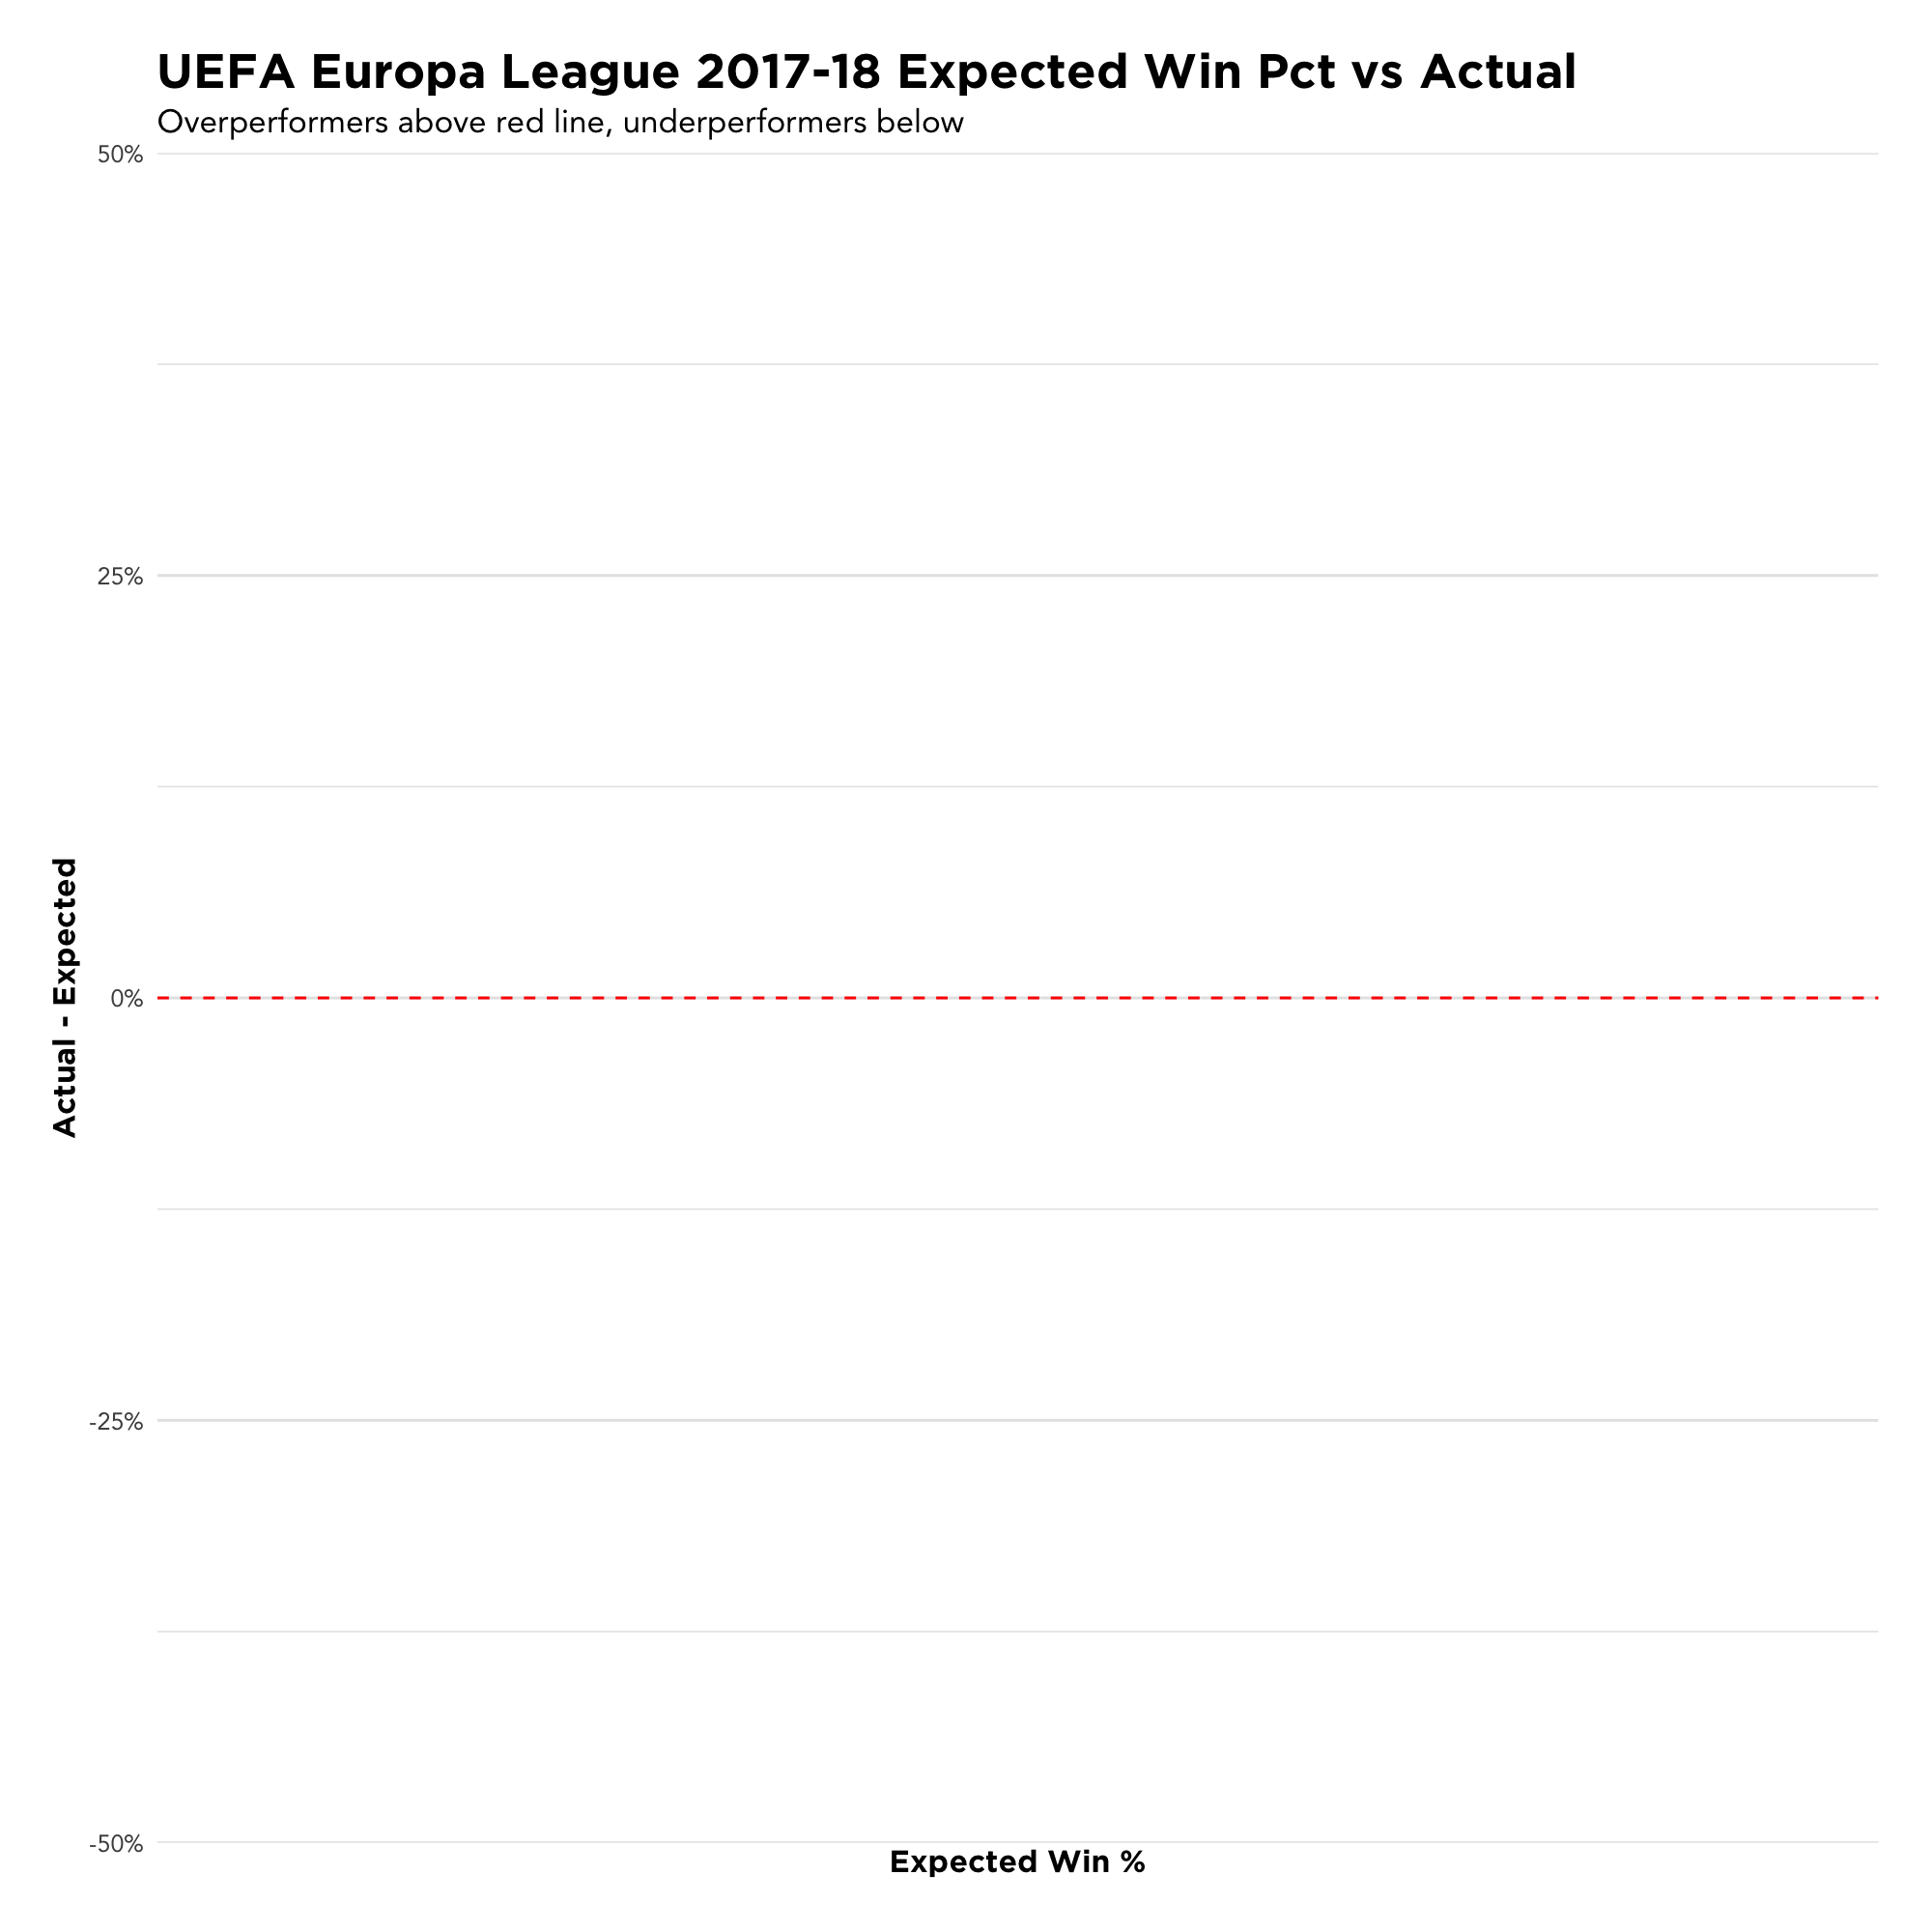 UEFA Europa League 2017-18 Expected Win Pct vs Actual
Overperformers above red line, underperformers below
50%
25%
0%
-25%
-50%
Actual - Expected
Expected Win %